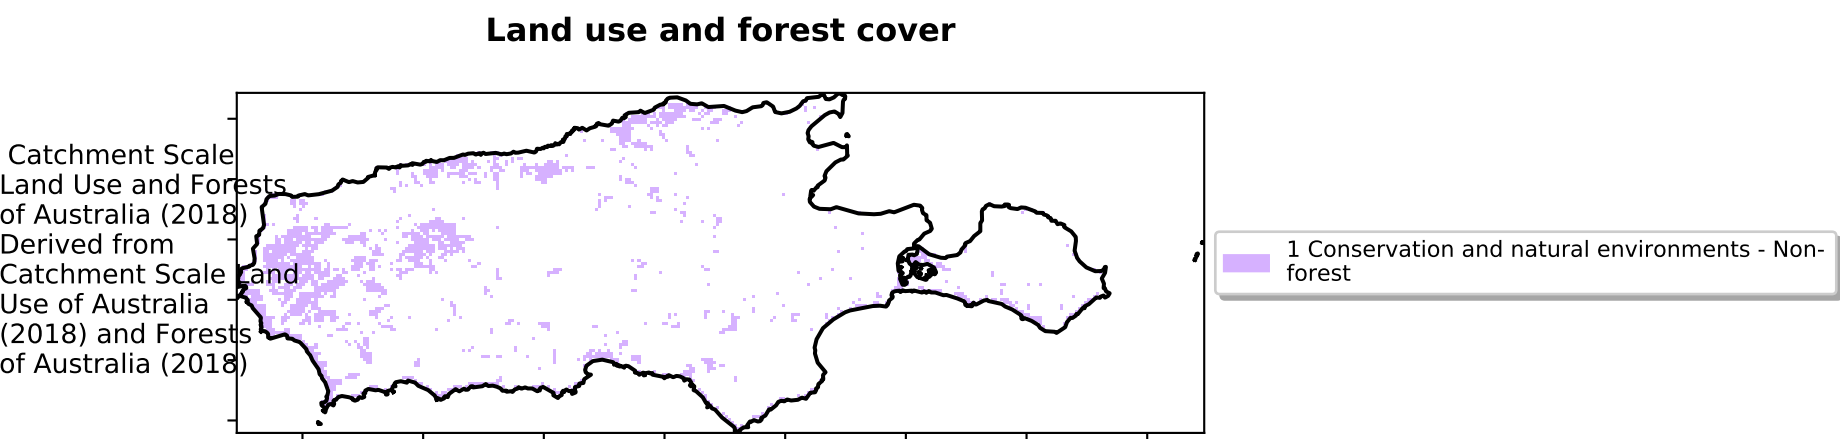 Land use and forest cover
Catchment Scale
Land Use and Forests
of Australia (2018)
Derived from
Catchment Scale Land
Use of Australia
(2018) and Forests
of Australia (2018)
1 Conservation and natural environments - Non-
forest